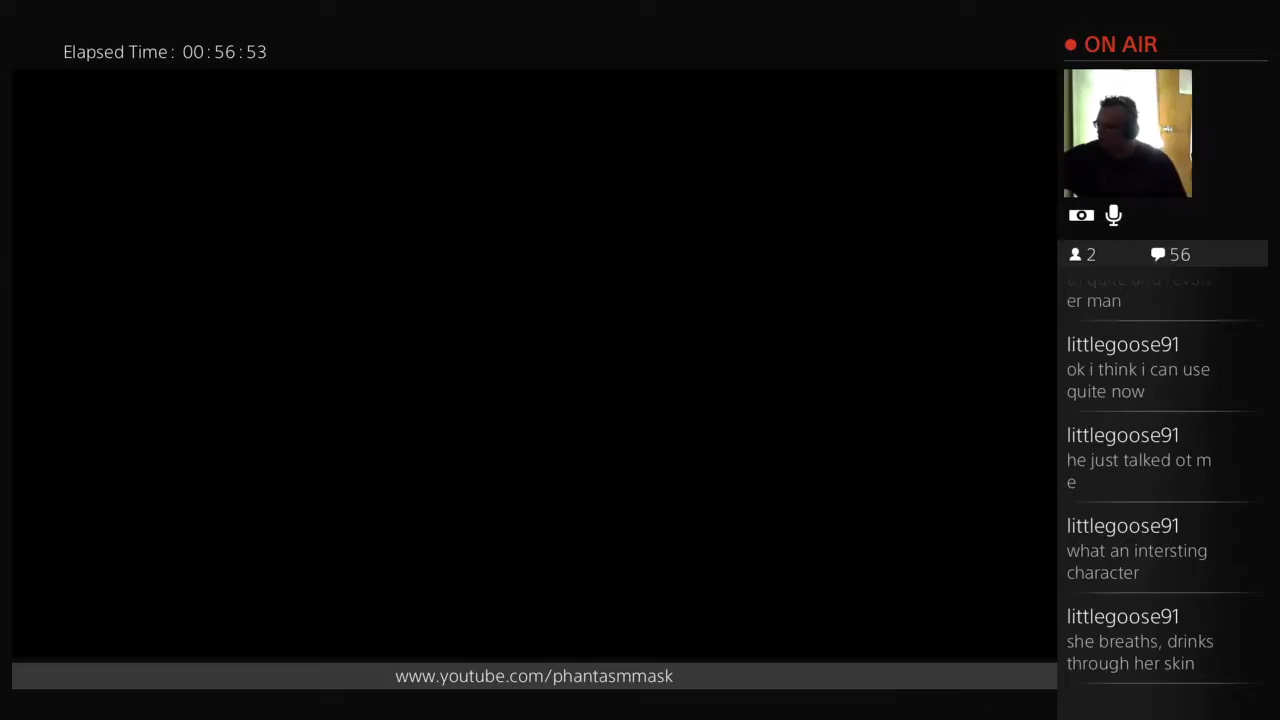 Elapsed Time: 00:56:53
ON AIR
2 56
er man
littlegoose91
ok i think i can use
quite now
littlegoose91
he just talked ot m
e
littlegoose91
what an intersting
character
littlegoose91
she breaths, drinks
through her skin
www.youtube.com/phantasmmask